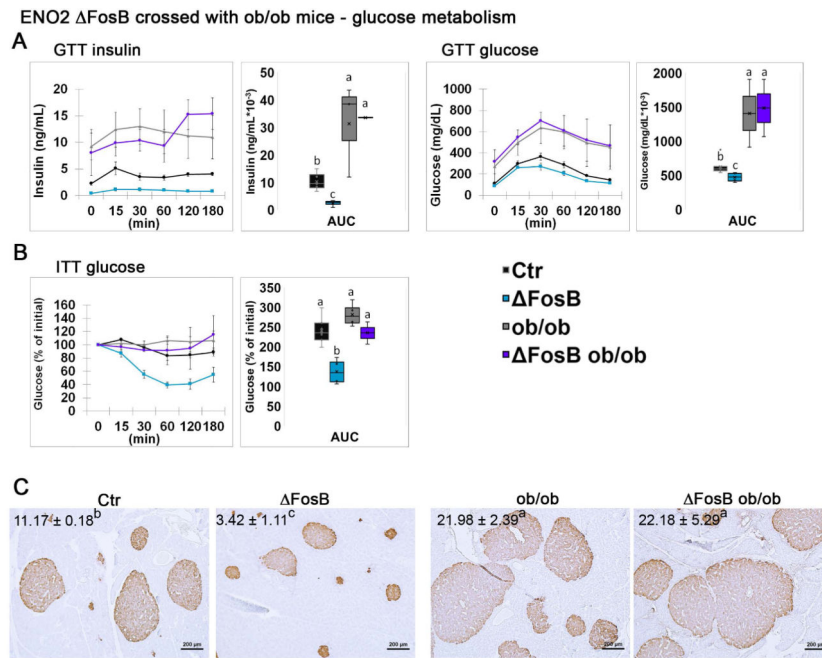 ENO2 ΔFosB crossed with ob/ob mice - glucose metabolism
A
GTT insulin
GTT glucose
Insulin (ng/mL)
20
15
10
5
0
0 15 30 60 120 180
(min)
Insulin (ng/mL*10⁻³)
50
40
30
20
10
0
b
c
a
a
AUC
Glucose (mg/dL)
1000
800
600
400
200
0
0 15 30 60 120 180
(min)
Glucose (mg/dL*10⁻³)
2000
1500
1000
500
0
b
c
a
a
AUC
B
ITT glucose
Glucose (% of initial)
160
140
120
100
80
60
40
20
0
0 15 30 60 120 180
(min)
Glucose (% of initial)
350
300
250
200
150
100
50
0
a
b
a
a
AUC
Ctr
ΔFosB
ob/ob
ΔFosB ob/ob
C
Ctr
ΔFosB
ob/ob
ΔFosB ob/ob
11.17 ± 0.18ᵇ
3.42 ± 1.11ᶜ
21.98 ± 2.39ᵃ
22.18 ± 5.29ᵃ
200 µm
200 µm
200 µm
200 µm